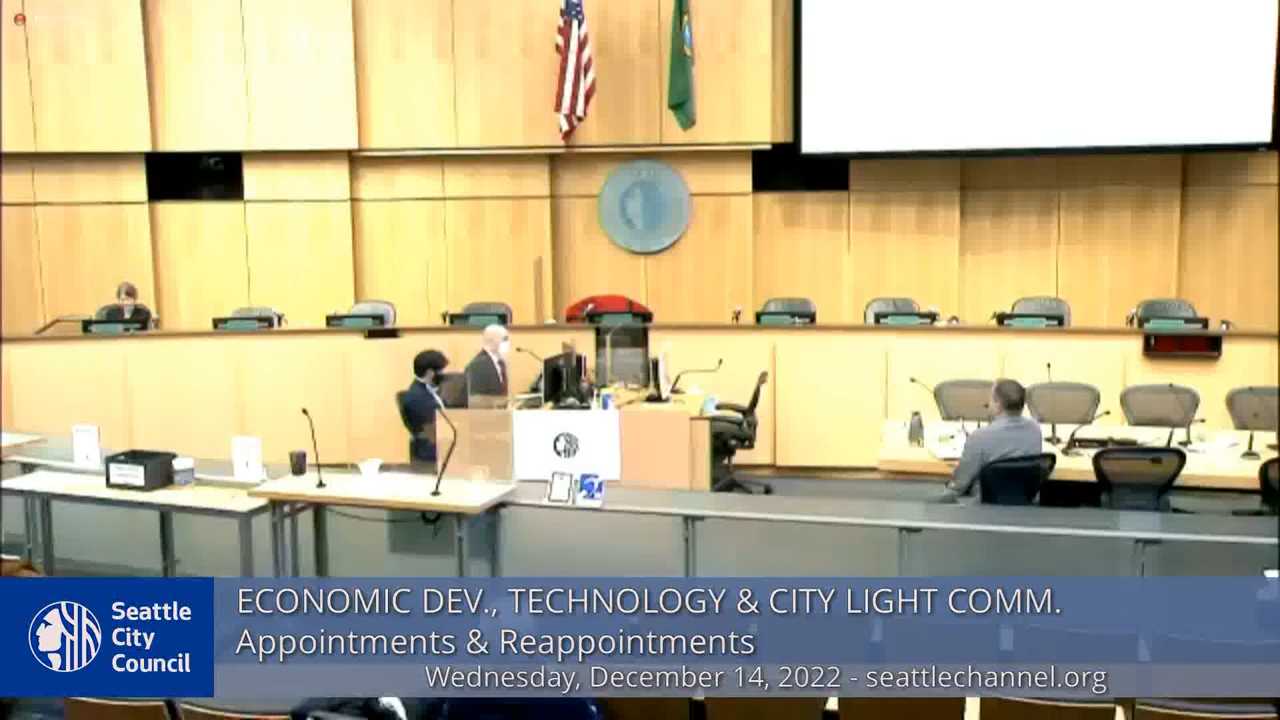 ECONOMIC DEV., TECHNOLOGY & CITY LIGHT COMM.
Seattle
City
Council
Appointments & Reappointments
Wednesday, December 14, 2022 - seattlechannel.org